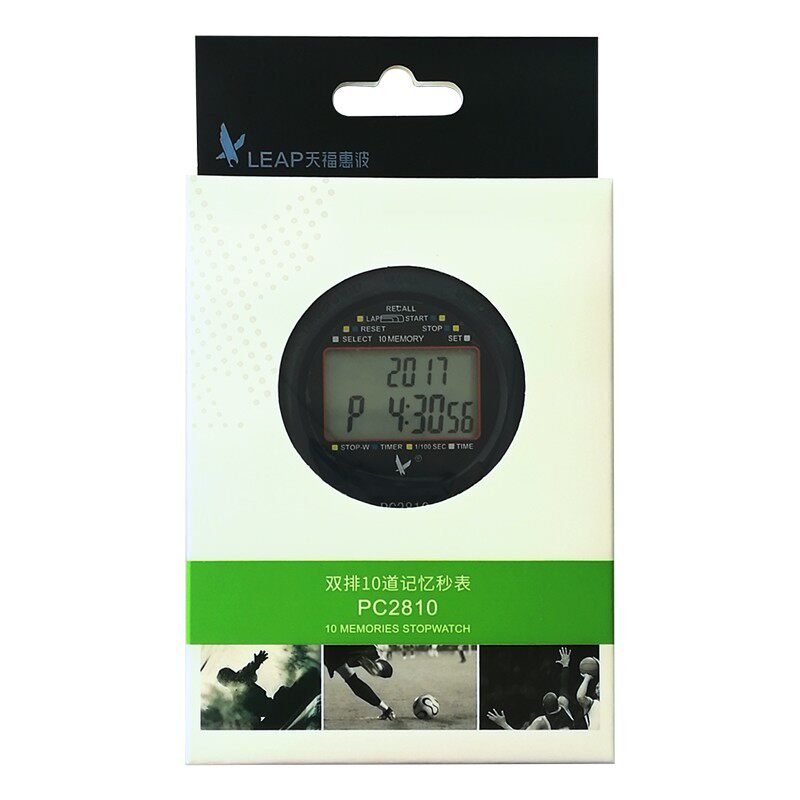 LEAP天福惠波
RECALL
LAP START
RESET STOP
SELECT 10 MEMORY SET
2017
P 4:30 56
STOP-W TIMER 1/100 SEC TIME
®
PC2810
双排10道记忆秒表
PC2810
10 MEMORIES STOPWATCH